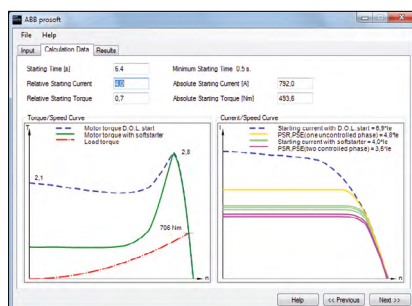 ABB prosoft
File Help
Input Calculation Data Results
Starting Time [s] 6.4 Minimum Starting Time 0.5 s.
Relative Starting Current 4,0 Absolute Starting Current [A] 792,0
Relative Starting Torque 0,7 Absolute Starting Torque [Nm] 493,6
Torque/Speed Curve Current/Speed Curve
T
Motor torque D.O.L. start
Motor torque with softstarter
Load torque
2,8
2,1
706 Nm
n
I
Starting current with D.O.L. start = 6,9*Ie
PSR,PSE(one uncontrolled phase) = 4.8*Ie
Starting current with softstarter = 4,0*Ie
PSR,PSE(two controlled phase) = 3,6*Ie
n
Help << Previous Next >>